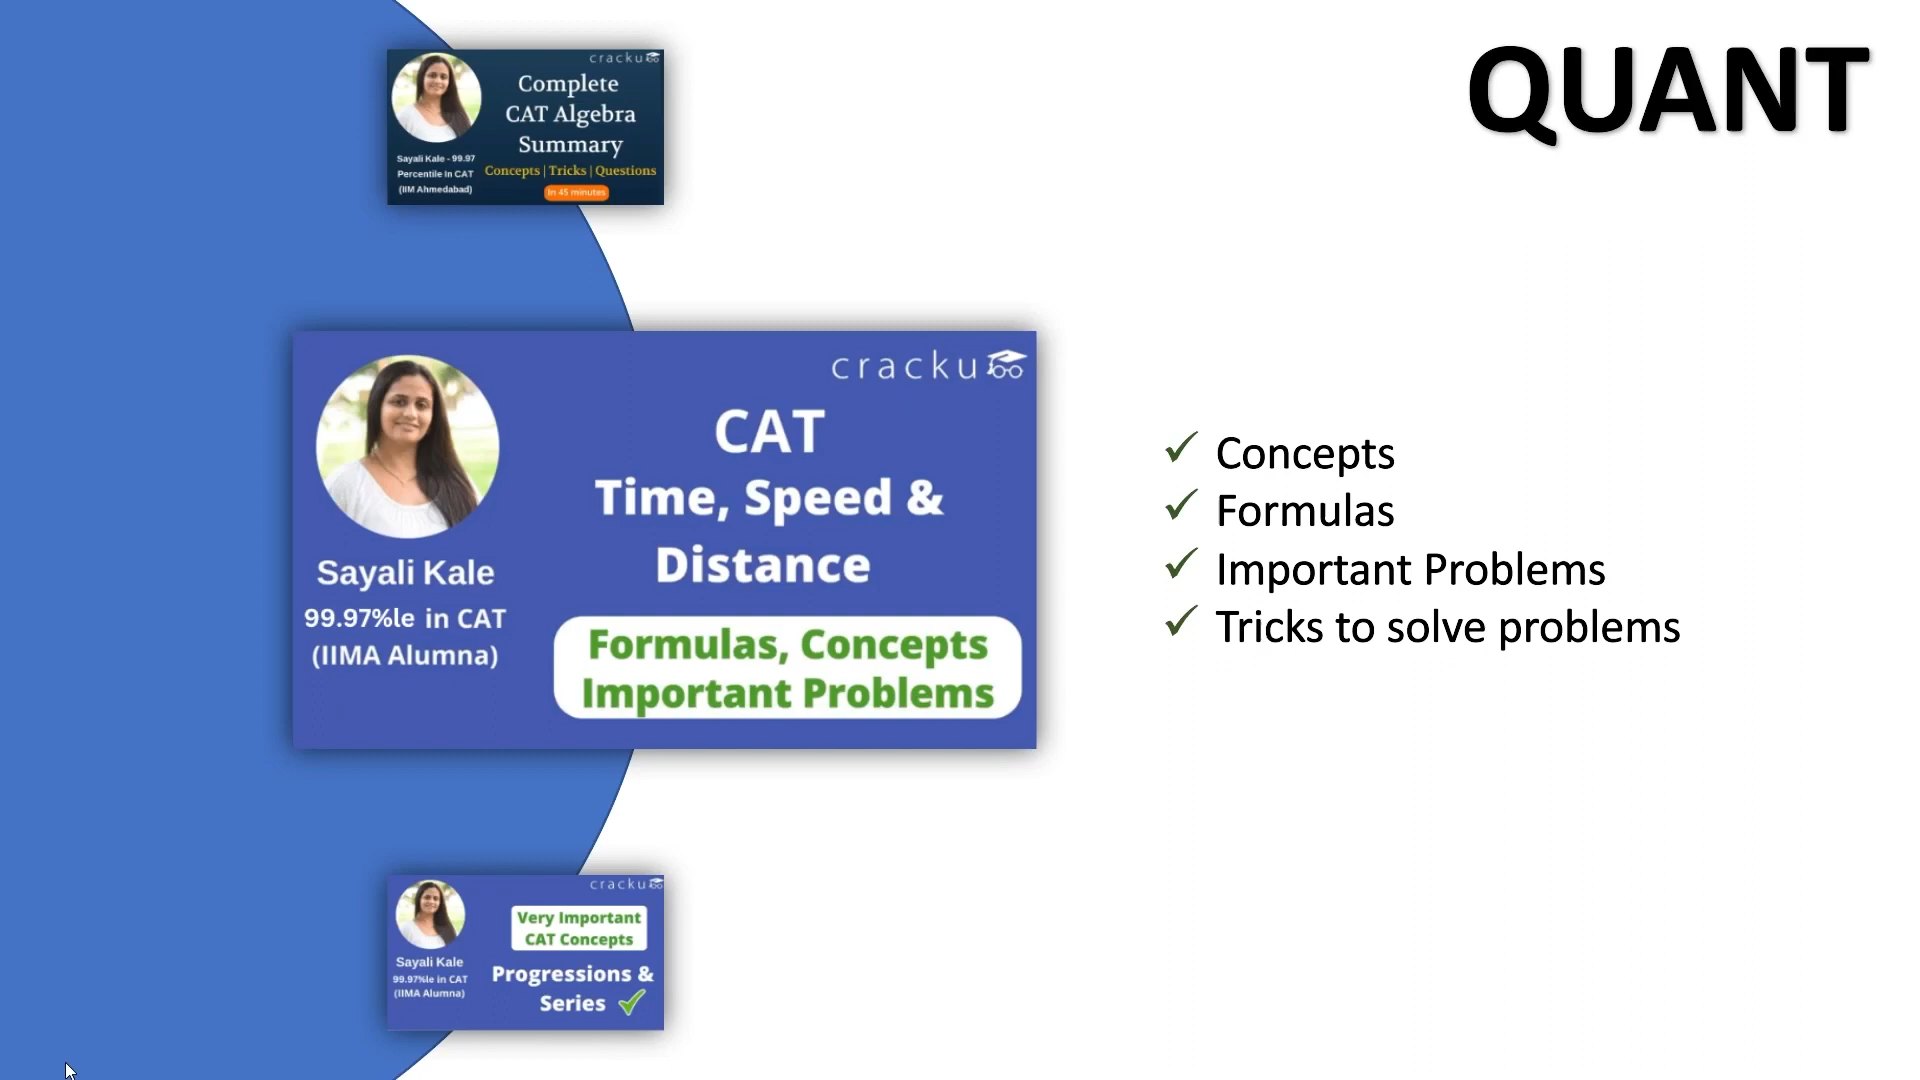 QUANT
cracku
Complete
CAT Algebra
Summary
Sayali Kale - 99.97
Percentile in CAT
(IIM Ahmedabad)
Concepts | Tricks | Questions
In 45 minutes
cracku
CAT
Time, Speed &
Distance
Sayali Kale
99.97%le in CAT
(IIMA Alumna)
Formulas, Concepts
Important Problems
Concepts
Formulas
Important Problems
Tricks to solve problems
cracku
Very Important
CAT Concepts
Sayali Kale
99.97%le in CAT
(IIMA Alumna)
Progressions &
Series